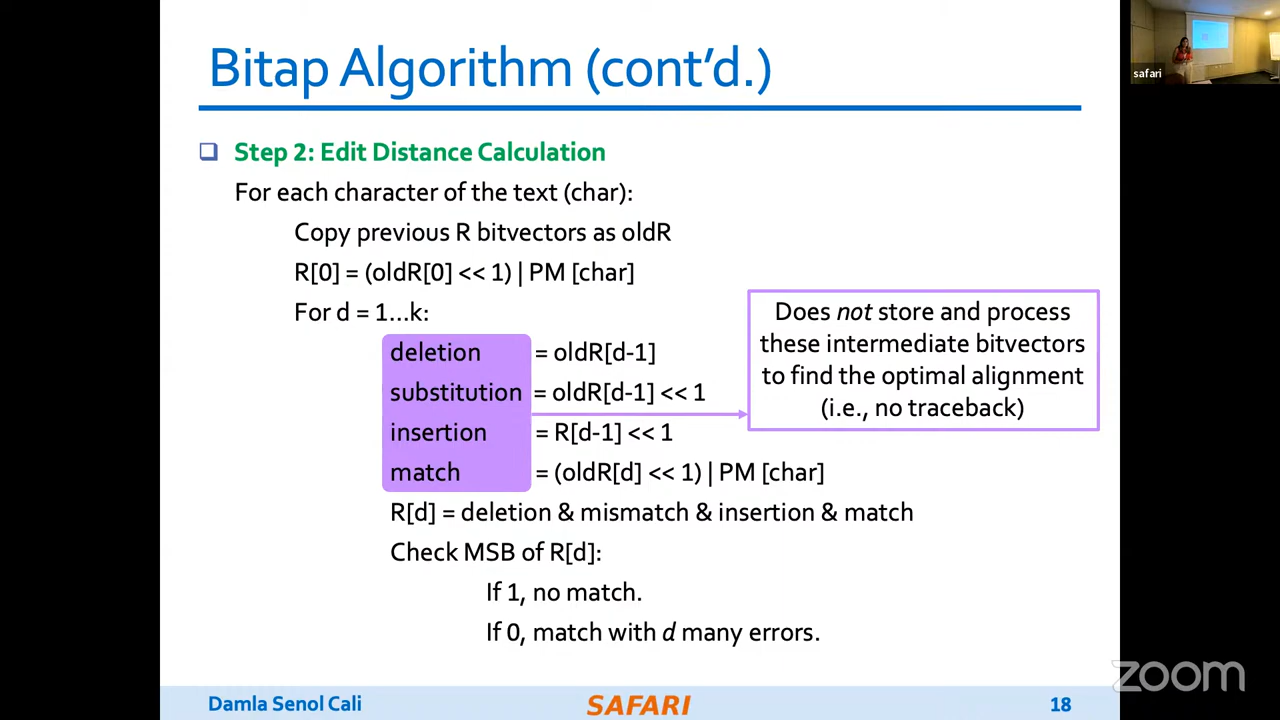 Bitap Algorithm (cont’d.)
safari
Step 2: Edit Distance Calculation
For each character of the text (char):
Copy previous R bitvectors as oldR
R[0] = (oldR[0] << 1) | PM [char]
For d = 1...k:
deletion = oldR[d-1]
substitution = oldR[d-1] << 1
insertion = R[d-1] << 1
match = (oldR[d] << 1) | PM [char]
Does not store and process
these intermediate bitvectors
to find the optimal alignment
(i.e., no traceback)
R[d] = deletion & mismatch & insertion & match
Check MSB of R[d]:
If 1, no match.
If 0, match with d many errors.
zoom
Damla Senol Cali
SAFARI
18